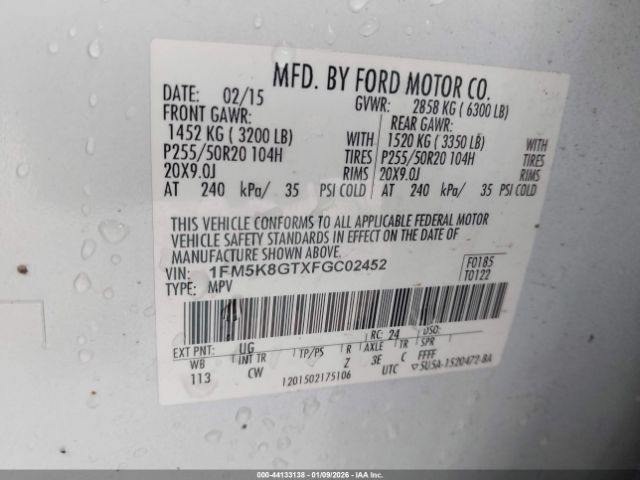 MFD. BY FORD MOTOR CO.
DATE: 02/15 GVWR: 2858 KG ( 6300 LB)
FRONT GAWR: REAR GAWR:
1452 KG ( 3200 LB) WITH 1520 KG ( 3350 LB) WITH
P255/50R20 104H TIRES P255/50R20 104H TIRES
20X9.0J RIMS 20X9.0J RIMS
AT 240 kPa/ 35 PSI COLD AT 240 kPa/ 35 PSI COLD
THIS VEHICLE CONFORMS TO ALL APPLICABLE FEDERAL MOTOR
VEHICLE SAFETY STANDARDS IN EFFECT ON THE DATE OF
MANUFACTURE SHOWN ABOVE.
VIN: 1FM5K8GTXFGC02452 F0185
TYPE: MPV T0122
EXT PNT: UG RC: 24 DSO:
WB INT TR TP/PS R AXLE TR SPR
113 CW Z 3E C FFFF
1201502175106 UTC ▽5USA-1520472-BA
00-44133138 - 01/09/2026 - IAAI.com